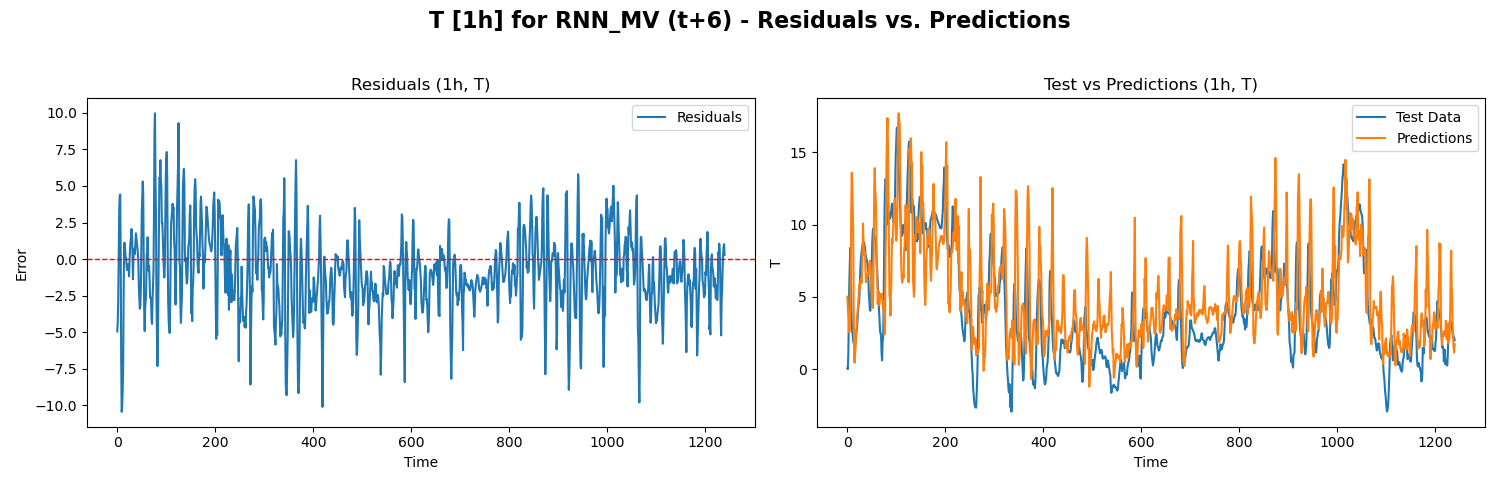 T [1h] for RNN_MV (t+6) - Residuals vs. Predictions
Residuals (1h, T)
Residuals
10.0
7.5
5.0
2.5
0.0
−2.5
−5.0
−7.5
−10.0
Error
0 200 400 600 800 1000 1200
Time
Test vs Predictions (1h, T)
Test Data
Predictions
15
10
5
0
T
0 200 400 600 800 1000 1200
Time